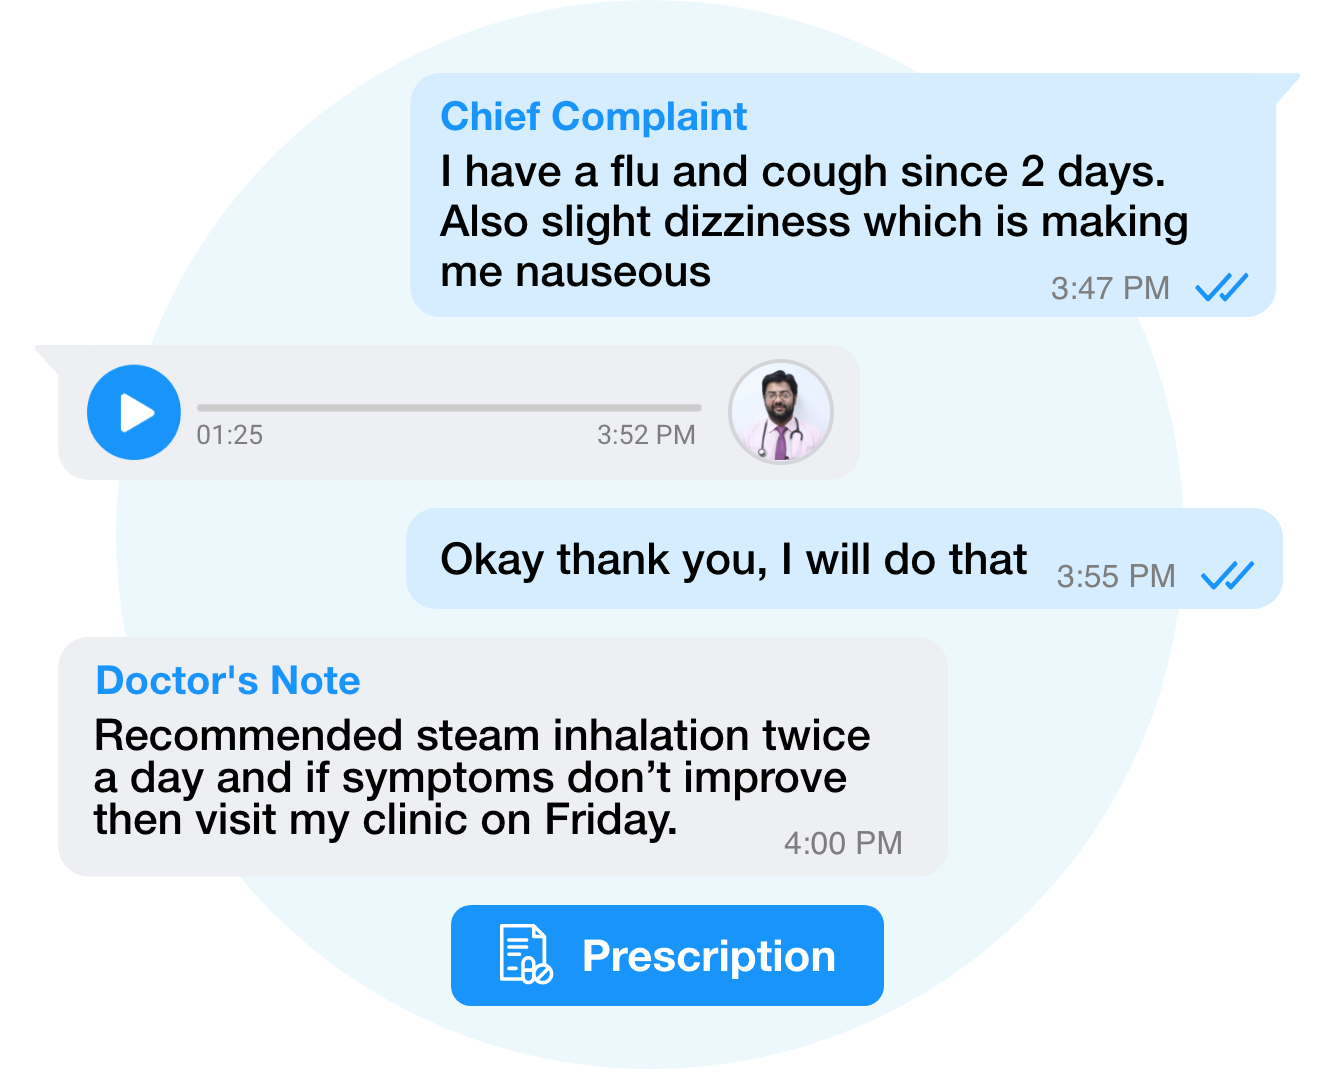 Chief Complaint
I have a flu and cough since 2 days.
Also slight dizziness which is making
me nauseous
3:47 PM
01:25
3:52 PM
Okay thank you, I will do that
3:55 PM
Doctor's Note
Recommended steam inhalation twice
a day and if symptoms don’t improve
then visit my clinic on Friday.
4:00 PM
Prescription